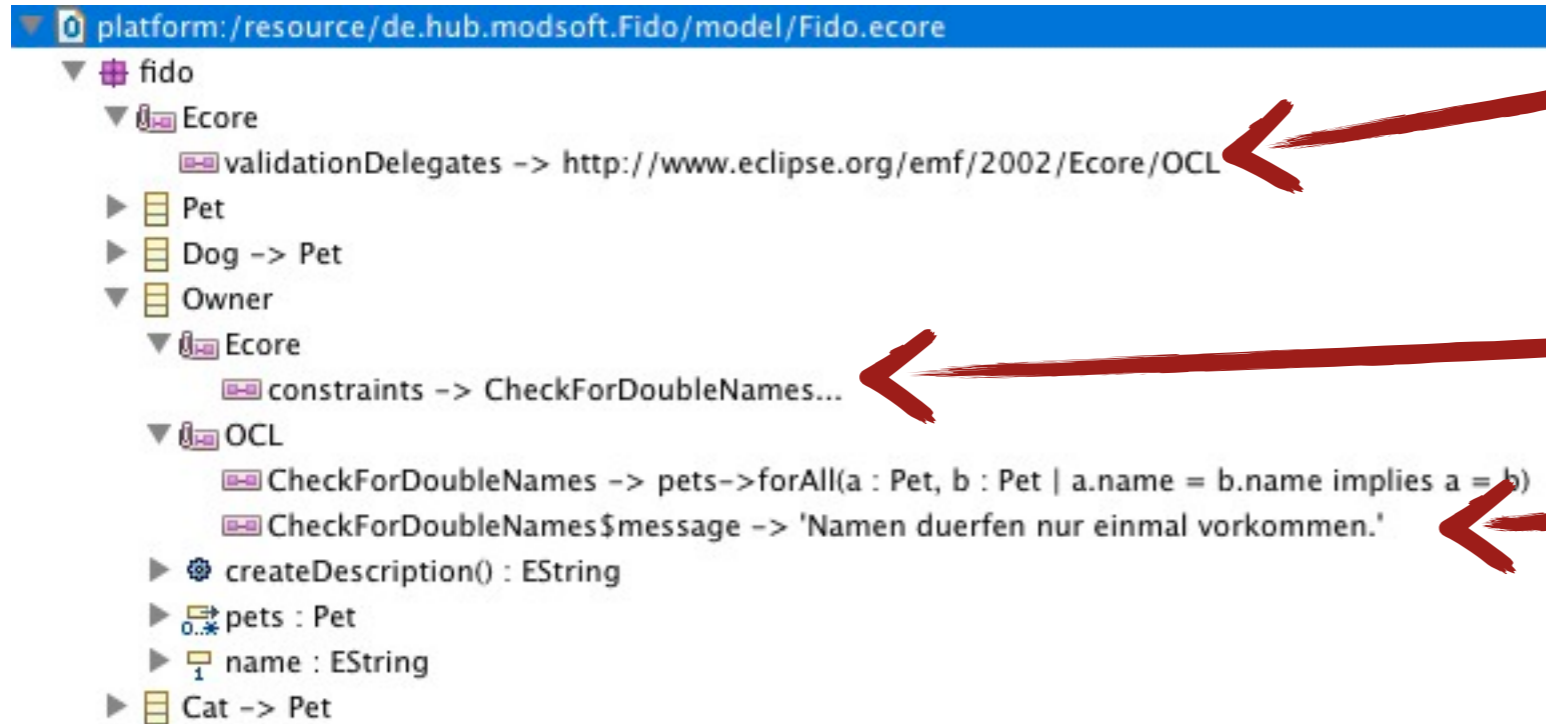 platform:/resource/de.hub.modsoft.Fido/model/Fido.ecore
fido
Ecore
validationDelegates -> http://www.eclipse.org/emf/2002/Ecore/OCL
Pet
Dog -> Pet
Owner
Ecore
constraints -> CheckForDoubleNames...
OCL
CheckForDoubleNames -> pets->forAll(a : Pet, b : Pet | a.name = b.name implies a = b)
CheckForDoubleNames$message -> 'Namen duerfen nur einmal vorkommen.'
createDescription() : EString
0..* pets : Pet
1 name : EString
Cat -> Pet